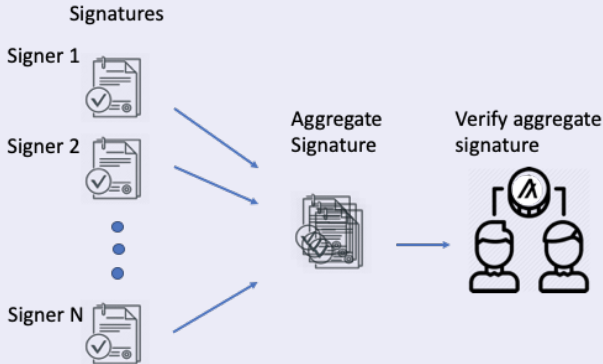 Signatures
Signer 1
Signer 2
Signer N
Aggregate
Signature
Verify aggregate
signature